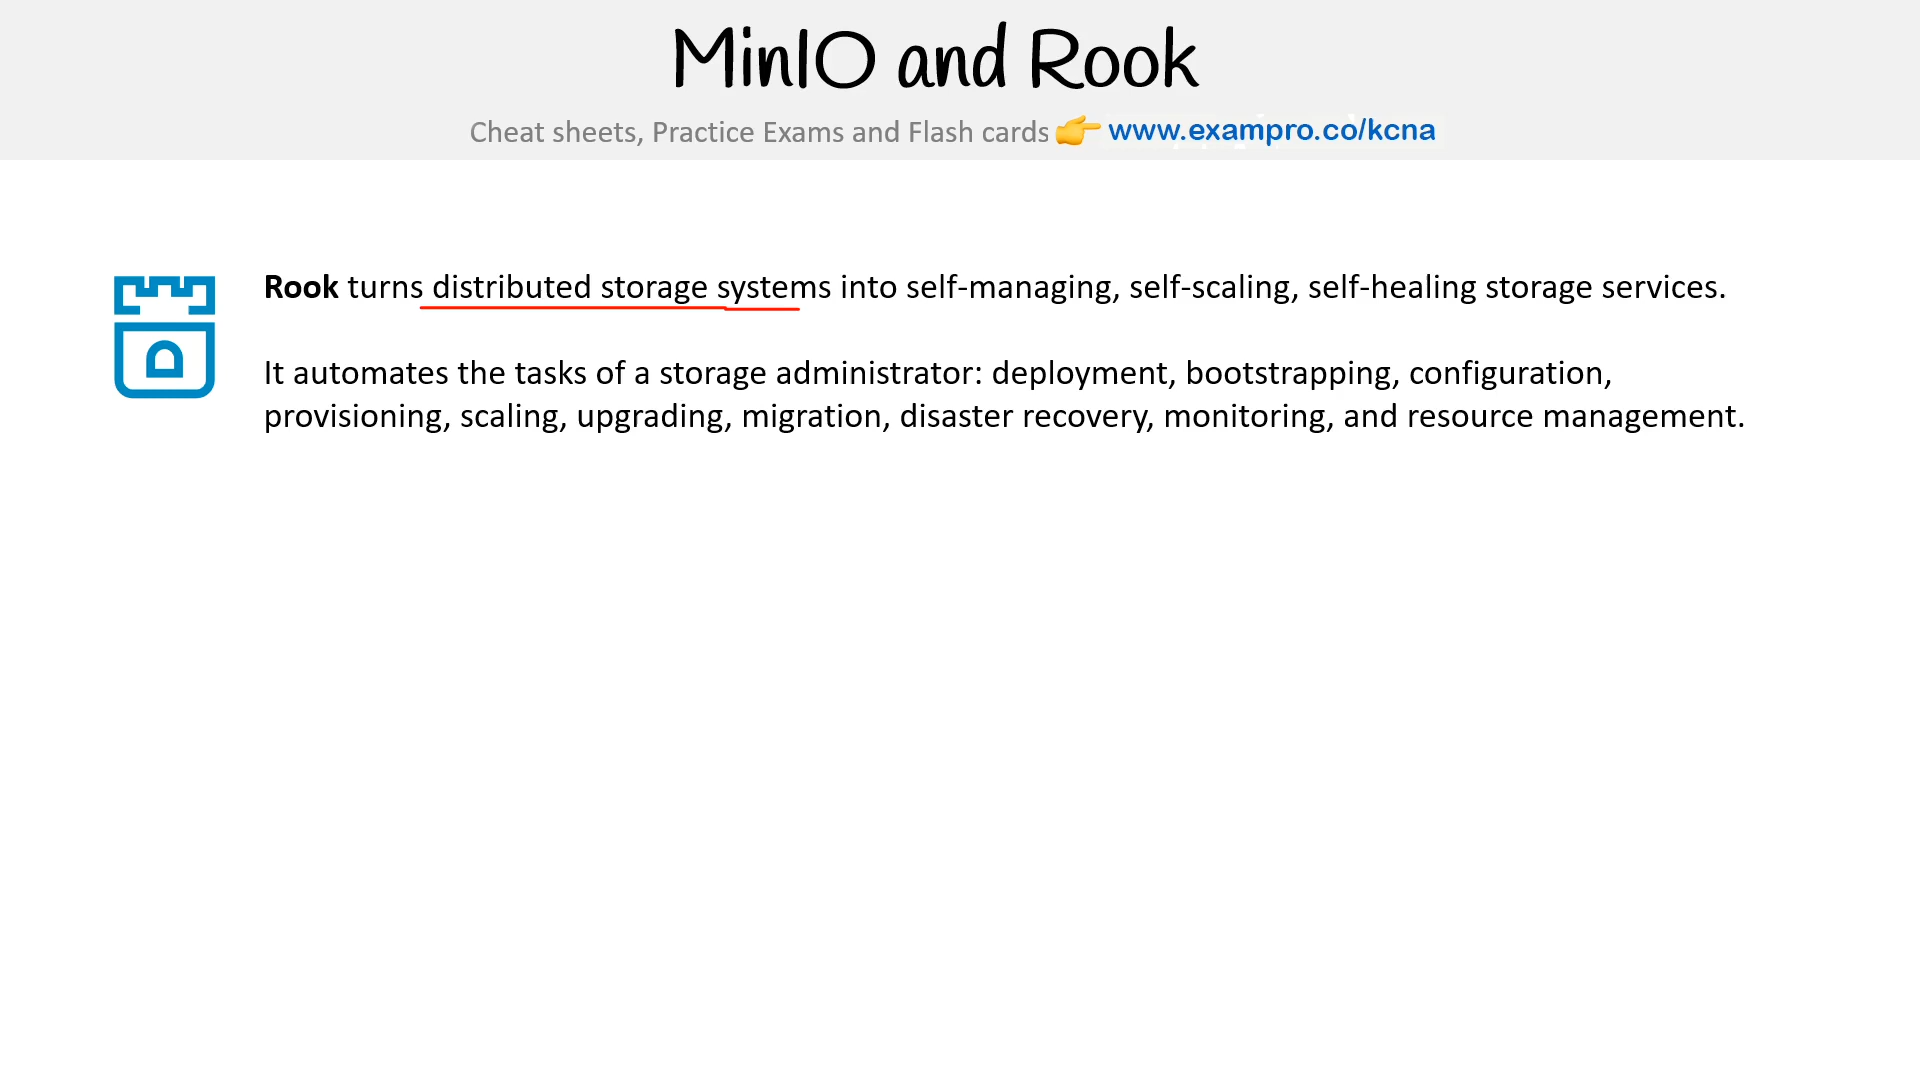 MinIO and Rook
Cheat sheets, Practice Exams and Flash cards 👉 www.exampro.co/kcna
Rook turns distributed storage systems into self-managing, self-scaling, self-healing storage services.
It automates the tasks of a storage administrator: deployment, bootstrapping, configuration,
provisioning, scaling, upgrading, migration, disaster recovery, monitoring, and resource management.